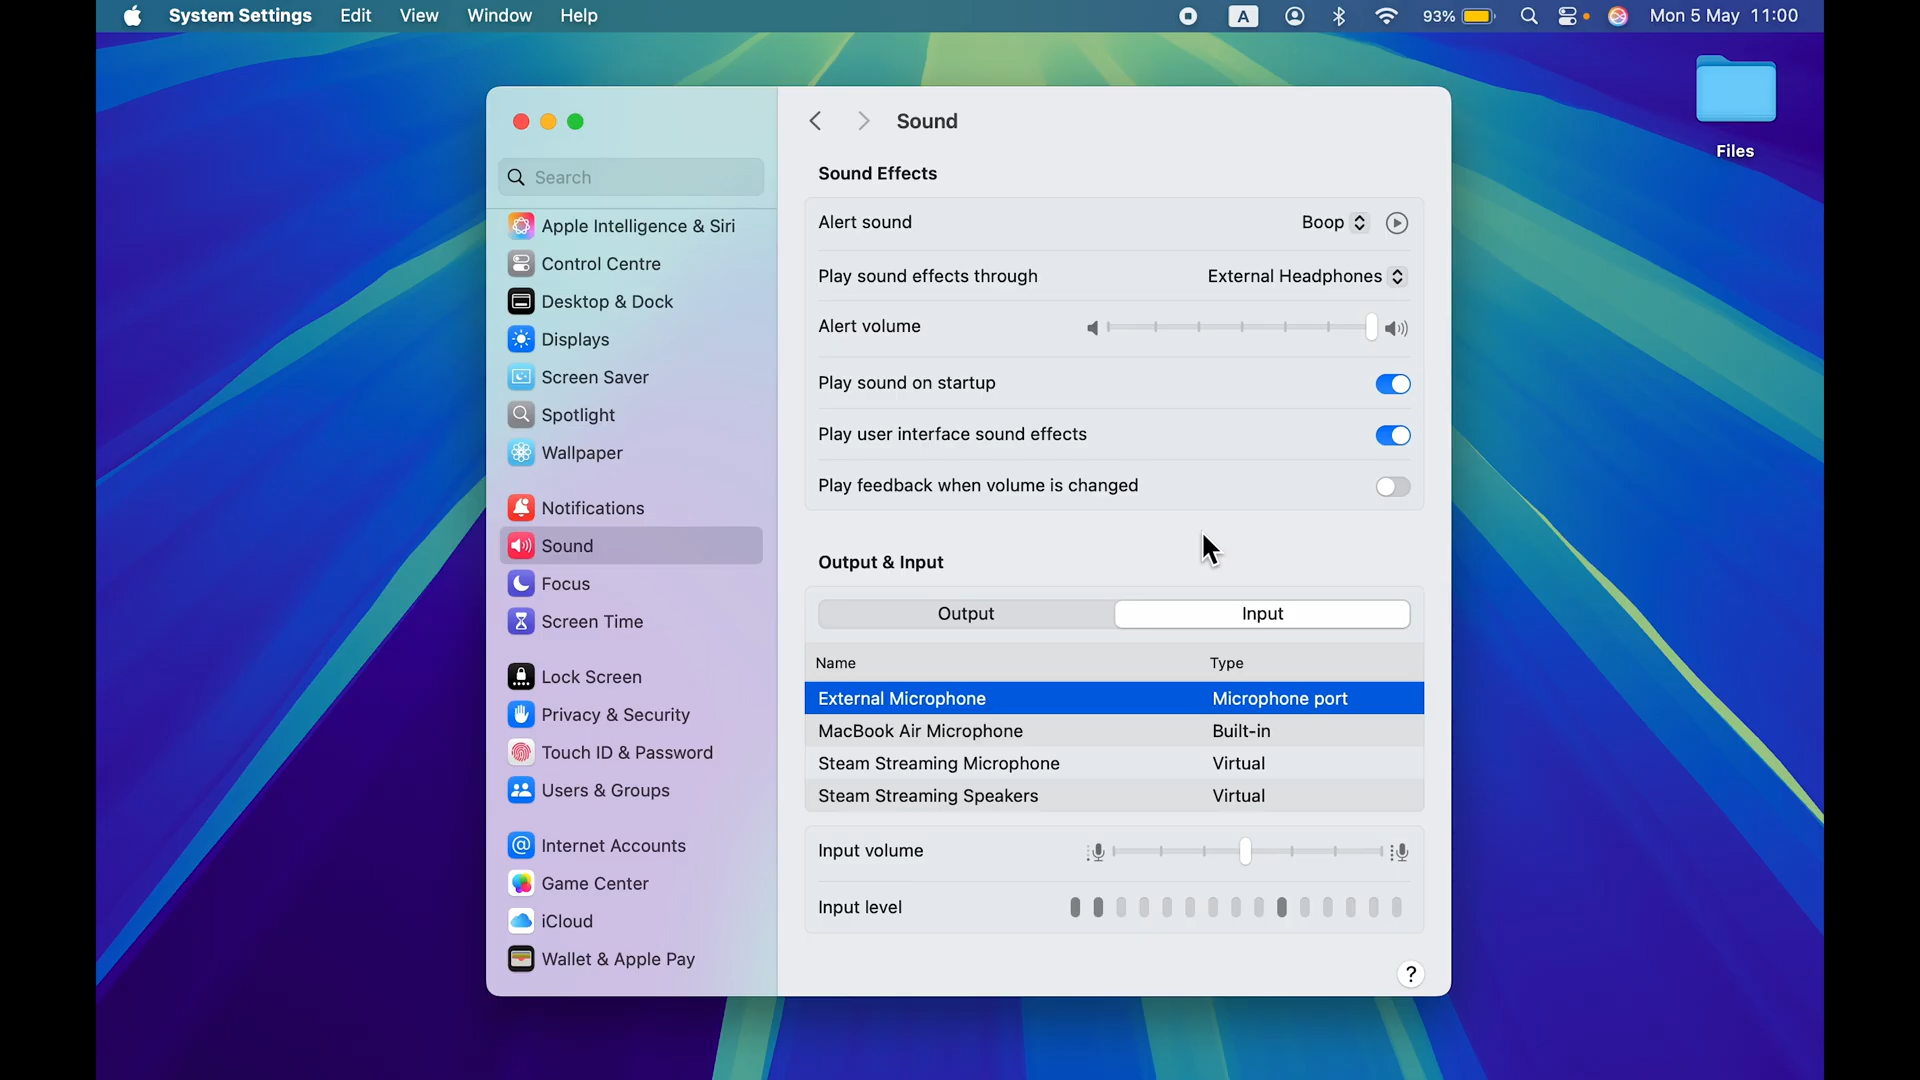 System Settings Edit View Window Help A 93% Mon 5 May 11:00
Files
Search
Apple Intelligence & Siri
Control Centre
Desktop & Dock
Displays
Screen Saver
Spotlight
Wallpaper
Notifications
Sound
Focus
Screen Time
Lock Screen
Privacy & Security
Touch ID & Password
Users & Groups
Internet Accounts
Game Center
iCloud
Wallet & Apple Pay
Sound
Sound Effects
Alert sound Boop
Play sound effects through External Headphones
Alert volume
Play sound on startup
Play user interface sound effects
Play feedback when volume is changed
Output & Input
Output Input
Name Type
External Microphone Microphone port
MacBook Air Microphone Built-in
Steam Streaming Microphone Virtual
Steam Streaming Speakers Virtual
Input volume
Input level
?